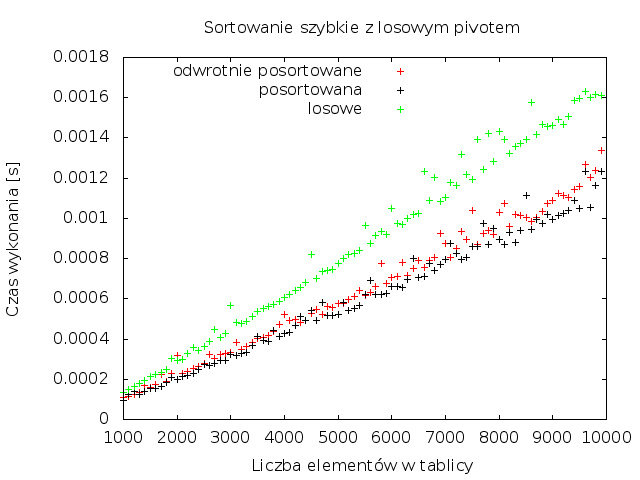 Sortowanie szybkie z losowym pivotem
odwrotnie posortowane
posortowana
losowe
Czas wykonania [s]
0.0018
0.0016
0.0014
0.0012
0.001
0.0008
0.0006
0.0004
0.0002
0
1000 2000 3000 4000 5000 6000 7000 8000 9000 10000
Liczba elementów w tablicy